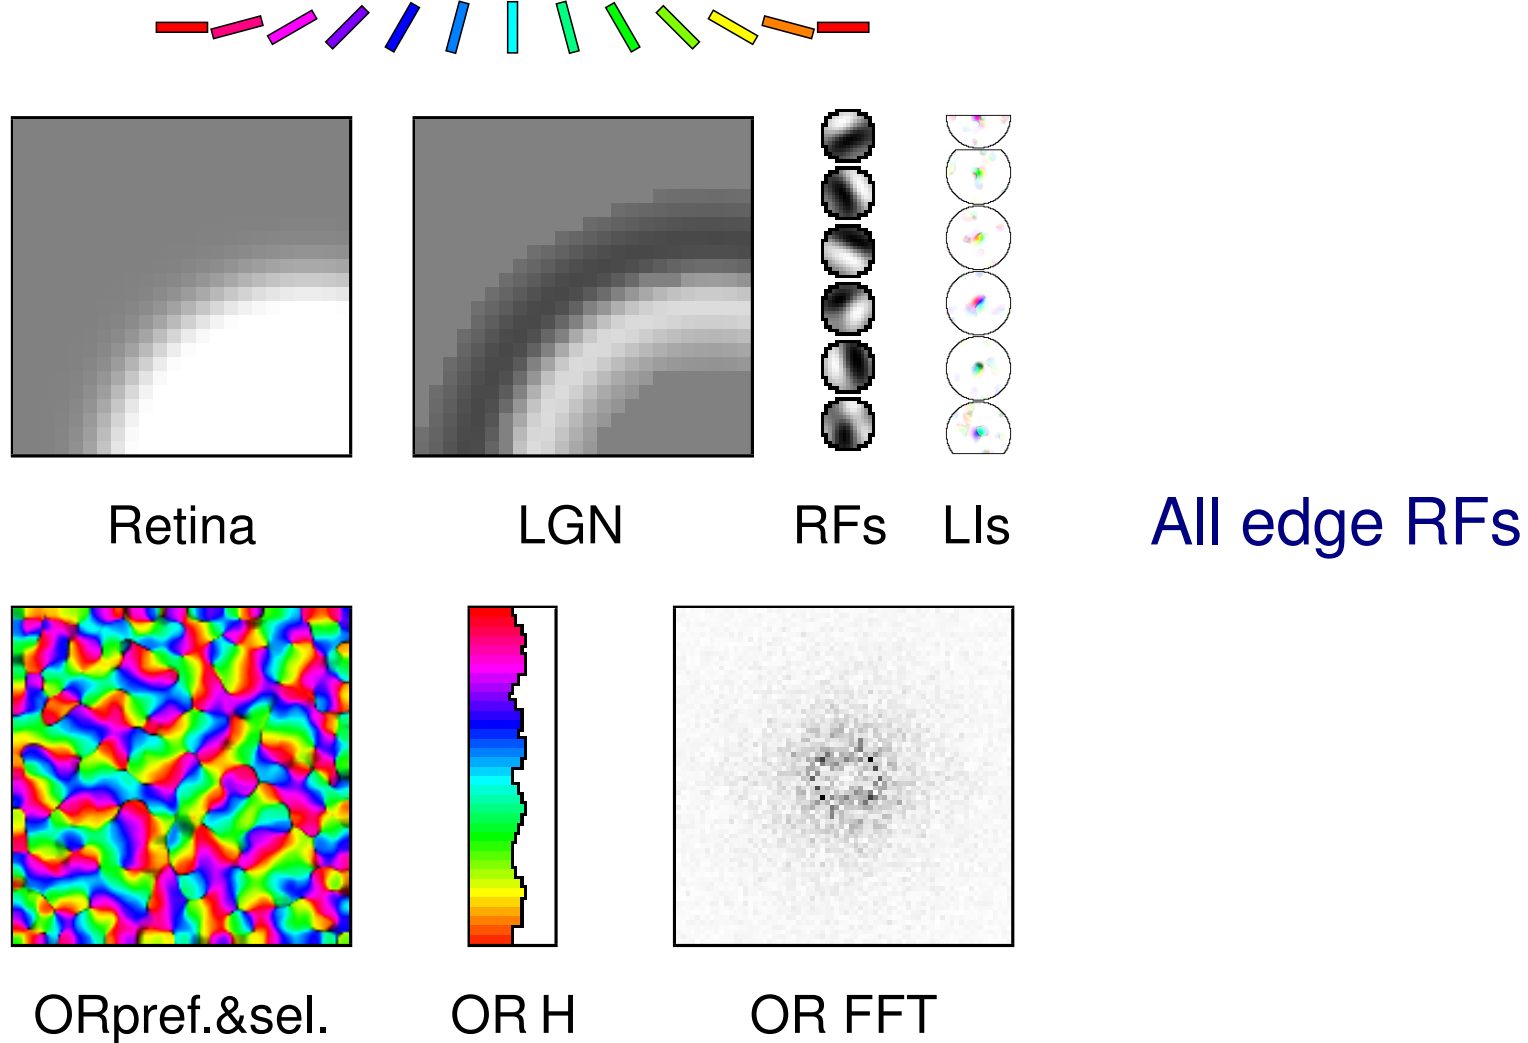 Retina LGN RFs LIs All edge RFs
ORpref.&sel. OR H OR FFT